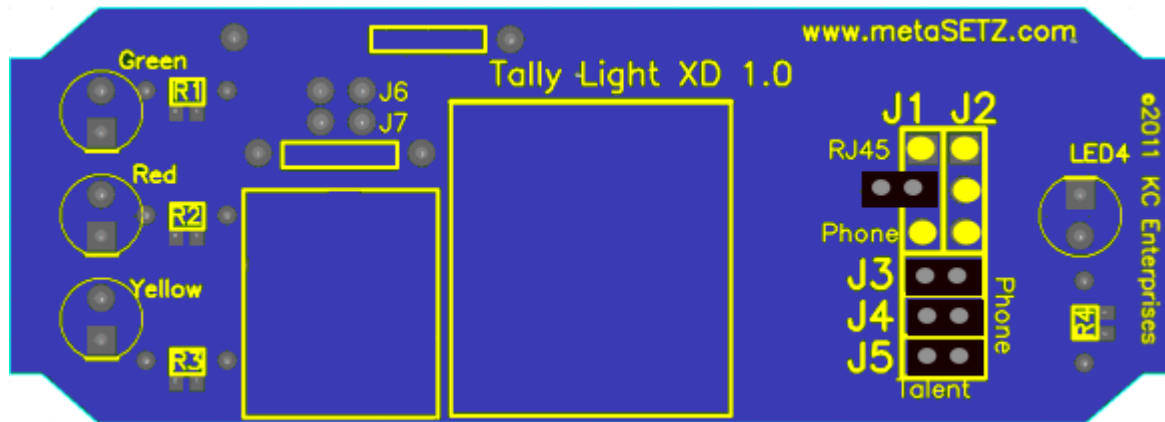 www.metaSETZ.com
Green
Tally Light XD 1.0
R1
J6
J7
J1 J2
RJ45
LED4
©2011 KC Enterprises
Red
R2
Phone
J3
Phone
J4
J5
Talent
Yellow
R3
R4